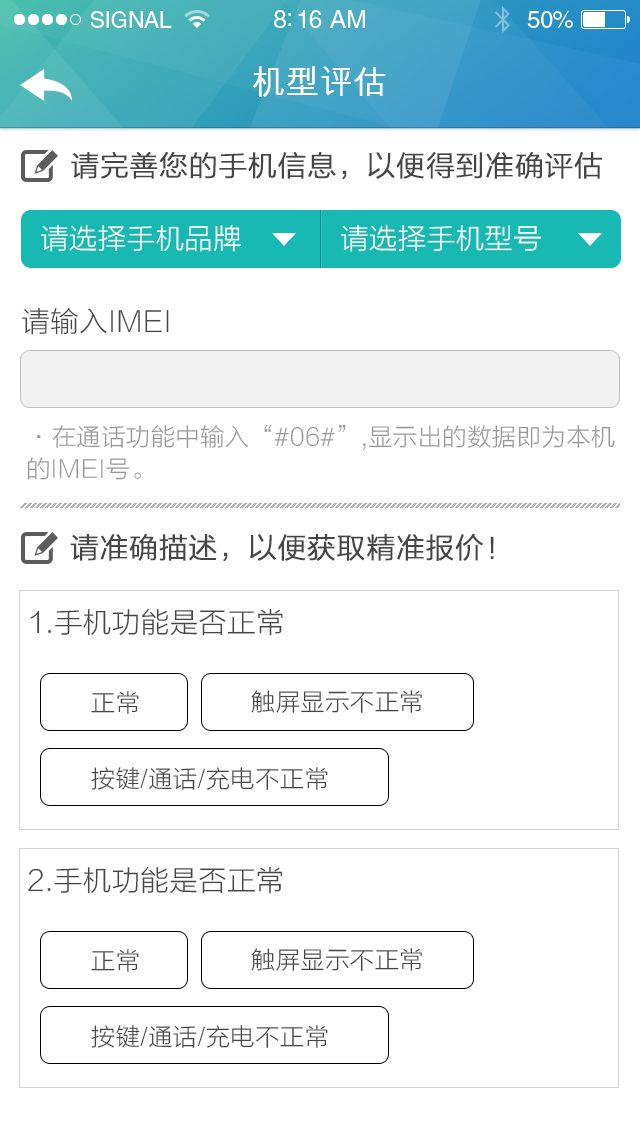 SIGNAL 8:16 AM 50%
机型评估
请完善您的手机信息，以便得到准确评估
请选择手机品牌 请选择手机型号
请输入IMEI
·在通话功能中输入“#06#”,显示出的数据即为本机
的IMEI号。
请准确描述，以便获取精准报价！
1.手机功能是否正常
正常 触屏显示不正常
按键/通话/充电不正常
2.手机功能是否正常
正常 触屏显示不正常
按键/通话/充电不正常